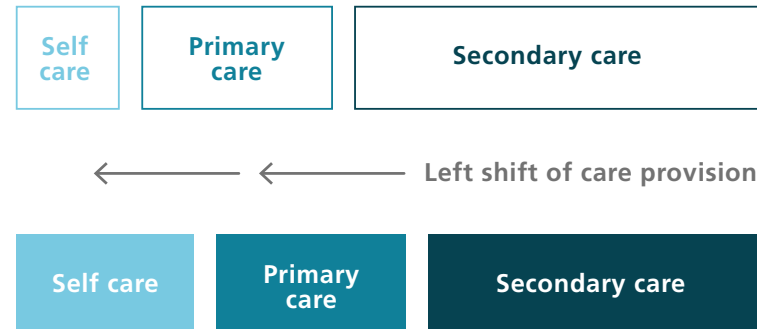 Self
care
Primary
care
Secondary care
Left shift of care provision
Self care
Primary
care
Secondary care